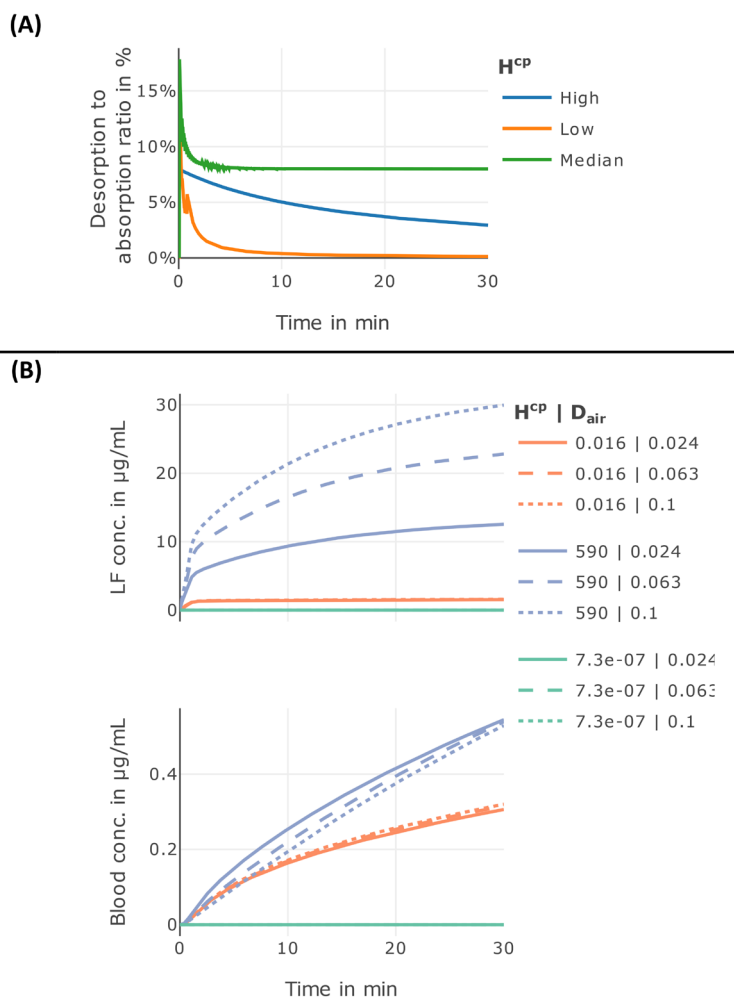 (A)
Desorption to
absorption ratio in %
15%
10%
5%
0%
0
10
20
30
Time in min
H^cp
High
Low
Median
(B)
LF conc. in µg/mL
30
20
10
0
H^cp | D_air
0.016 | 0.024
0.016 | 0.063
0.016 | 0.1
590 | 0.024
590 | 0.063
590 | 0.1
7.3e-07 | 0.024
7.3e-07 | 0.063
7.3e-07 | 0.1
Blood conc. in µg/mL
0.4
0.2
0
0
10
20
30
Time in min